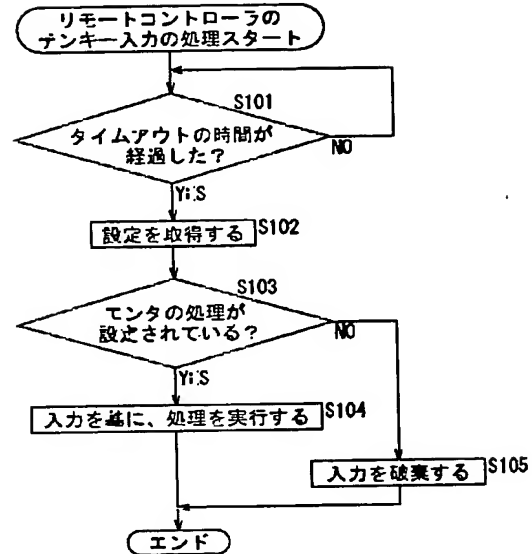 リモートコントローラの
テンキー入力の処理スタート
S101
タイムアウトの時間が
経過した？
NO
YES
設定を取得する
S102
S103
モンタの処理が
設定されている？
NO
YES
入力を基に、処理を実行する
S104
入力を破棄する
S105
エンド